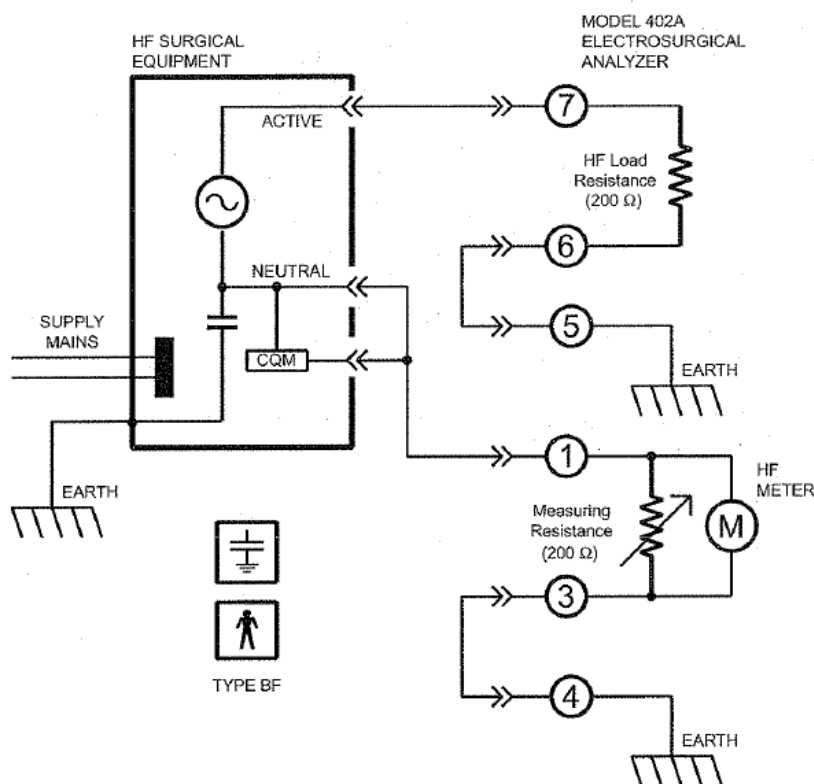 HF SURGICAL
EQUIPMENT
MODEL 402A
ELECTROSURGICAL
ANALYZER
ACTIVE
7
HF Load
Resistance
(200 Ω)
6
NEUTRAL
SUPPLY
MAINS
CQM
5
EARTH
1
HF
METER
EARTH
Measuring
Resistance
(200 Ω)
M
3
TYPE BF
4
EARTH